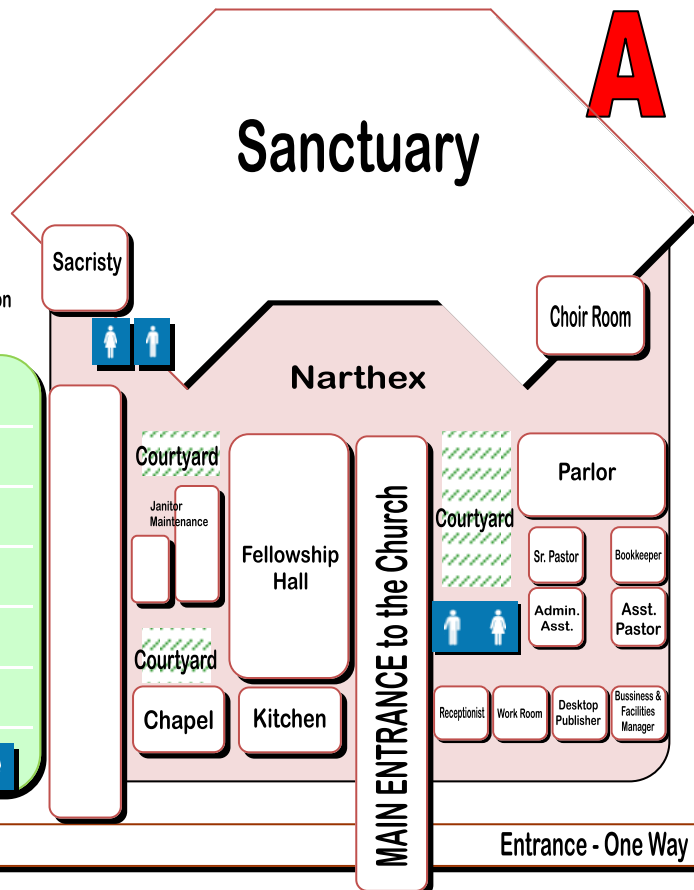 A
Sanctuary
Sacristy
on
Choir Room
Narthex
Courtyard
Janitor
Maintenance
Fellowship
Hall
MAIN ENTRANCE to the Church
Courtyard
Parlor
Sr. Pastor
Bookkeeper
Admin.
Asst.
Asst.
Pastor
Courtyard
Chapel
Kitchen
Receptionist
Work Room
Desktop
Publisher
Bussiness &
Facilities
Manager
Entrance - One Way